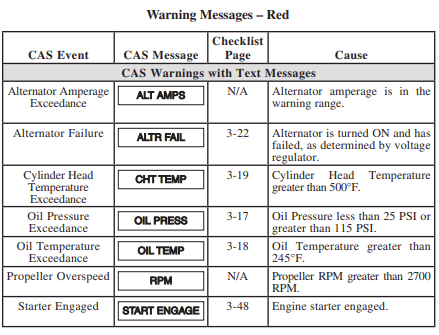 Warning Messages – Red
CAS Event
CAS Message
Checklist
Page
Cause
CAS Warnings with Text Messages
Alternator Amperage
Exceedance
ALT AMPS
N/A
Alternator amperage is in the
warning range.
Alternator Failure
ALTR FAIL
3-22
Alternator is turned ON and has
failed, as determined by voltage
regulator.
Cylinder Head
Temperature
Exceedance
CHT TEMP
3-19
Cylinder Head Temperature
greater than 500°F.
Oil Pressure
Exceedance
OIL PRESS
3-17
Oil Pressure less than 25 PSI or
greater than 115 PSI.
Oil Temperature
Exceedance
OIL TEMP
3-18
Oil Temperature greater than
245°F.
Propeller Overspeed
RPM
N/A
Propeller RPM greater than 2700
RPM.
Starter Engaged
START ENGAGE
3-48
Engine starter engaged.